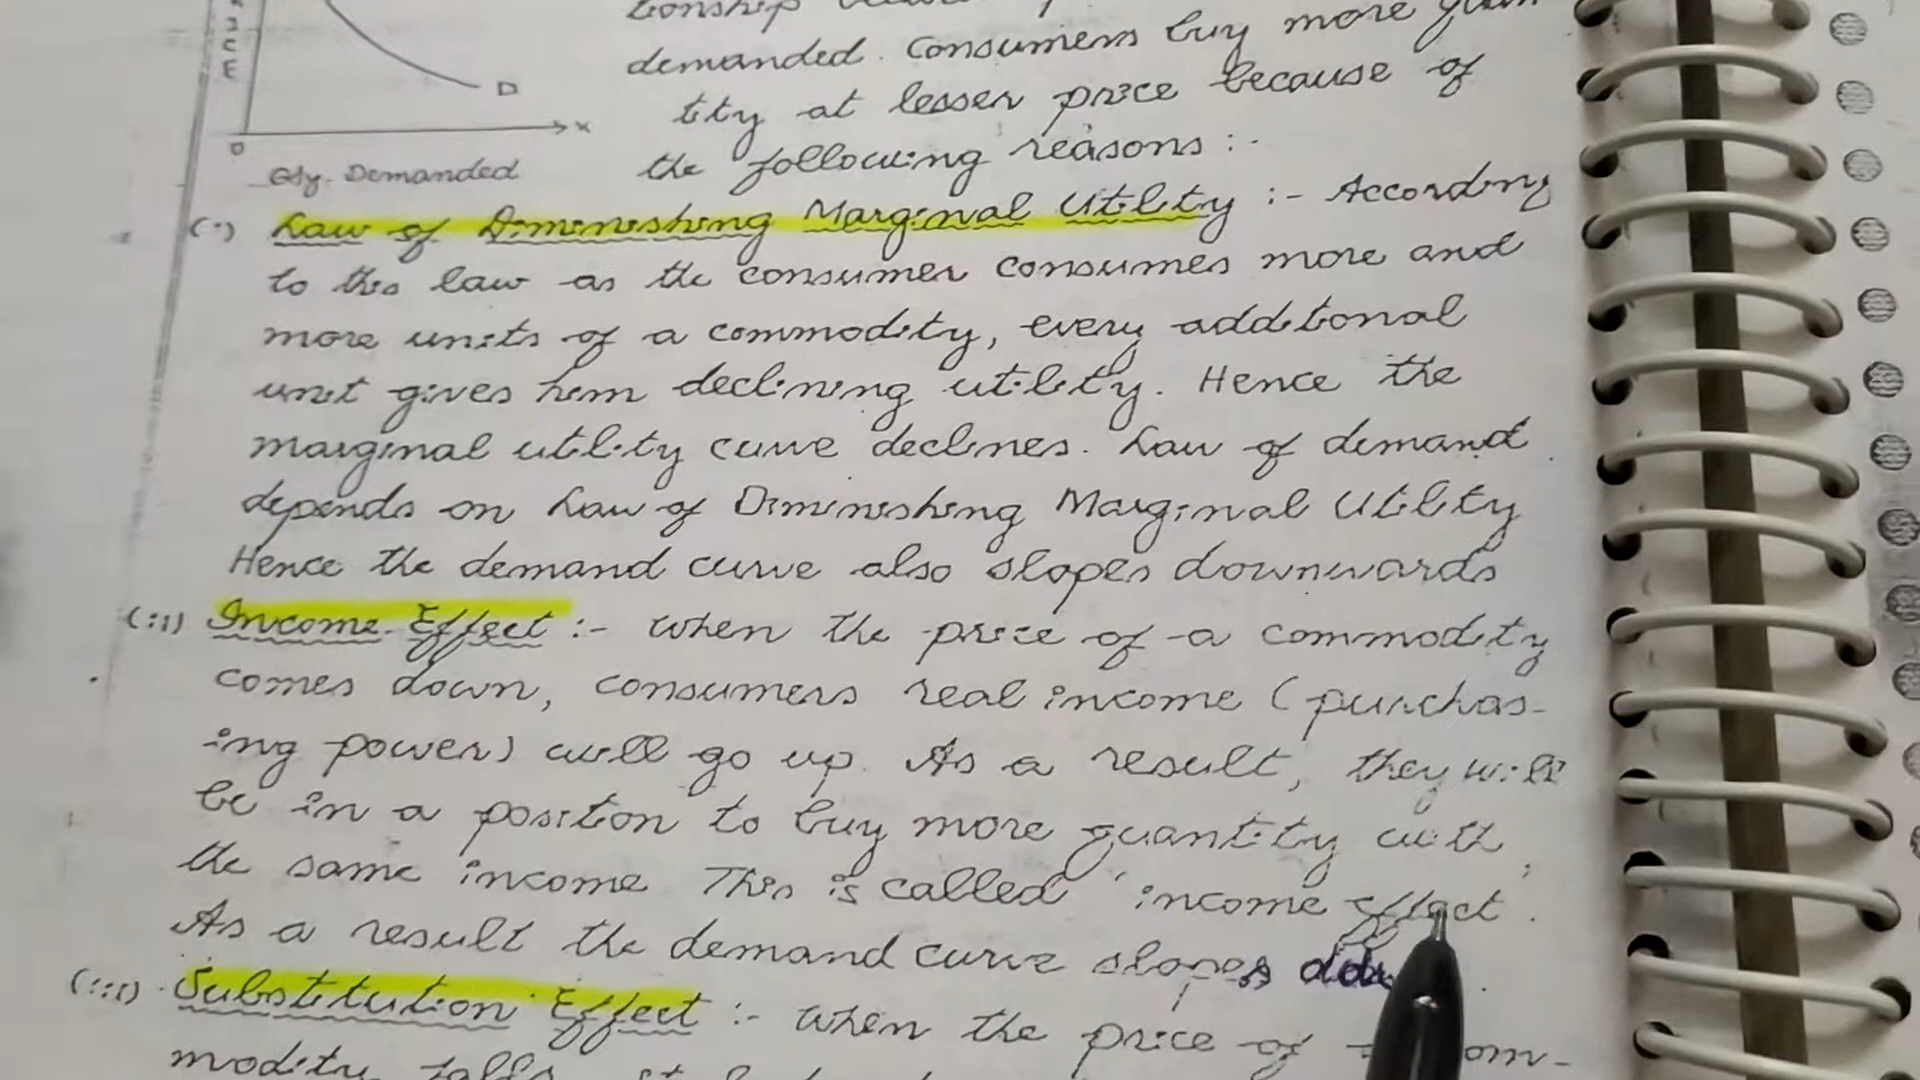 demanded. Consumers buy more quan
tity at lesser price because of
the following reasons :-
E
D
x
0
Qty. Demanded
(i) Law of Diminishing Marginal Utility :- According
to this law as the consumer consumes more and
more units of a commodity, every additional
unit gives him declining utility. Hence the
marginal utility curve declines. Law of demand
depends on Law of Diminishing Marginal Utility
Hence the demand curve also slopes downwards
(ii) Income Effect :- When the price of a commodity
comes down, consumers real income (purchas-
ing power) will go up. As a result, they will
be in a position to buy more quantity with
the same income This is called 'income effect'.
As a result the demand curve slopes
(iii) Substitution Effect :- When the price of com-
modity falls,